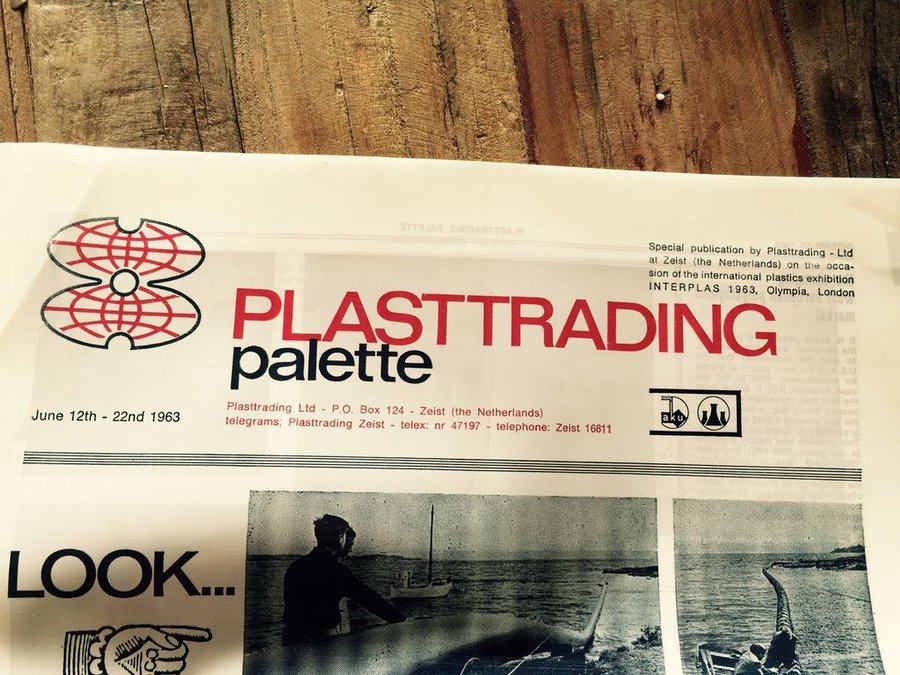 Special publication by Plasttrading - Ltd
at Zeist (the Netherlands) on the occa-
sion of the international plastics exhibition
INTERPLAS 1963, Olympia, London
PLASTTRADING
palette
aku
June 12th - 22nd 1963
Plasttrading Ltd - P.O. Box 124 - Zeist (the Netherlands)
telegrams; Plasttrading Zeist - telex: nr 47197 - telephone: Zeist 16811
LOOK...